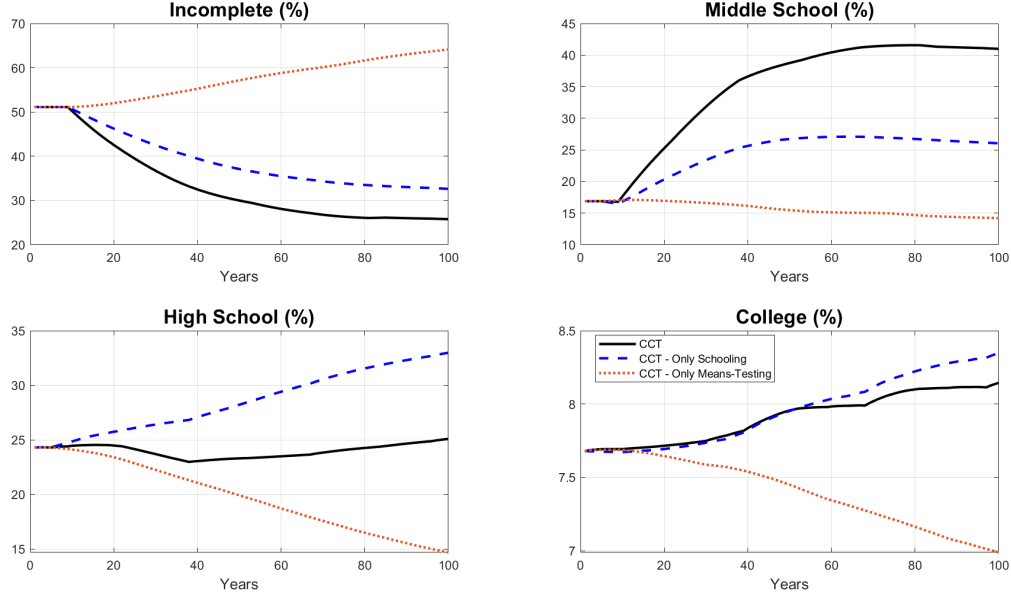 Incomplete (%)
70
60
50
40
30
20
0 20 40 60 80 100
Years
Middle School (%)
45
40
35
30
25
20
15
10
0 20 40 60 80 100
Years
High School (%)
35
30
25
20
15
0 20 40 60 80 100
Years
College (%)
8.5
8
7.5
7
CCT
CCT - Only Schooling
CCT - Only Means-Testing
0 20 40 60 80 100
Years